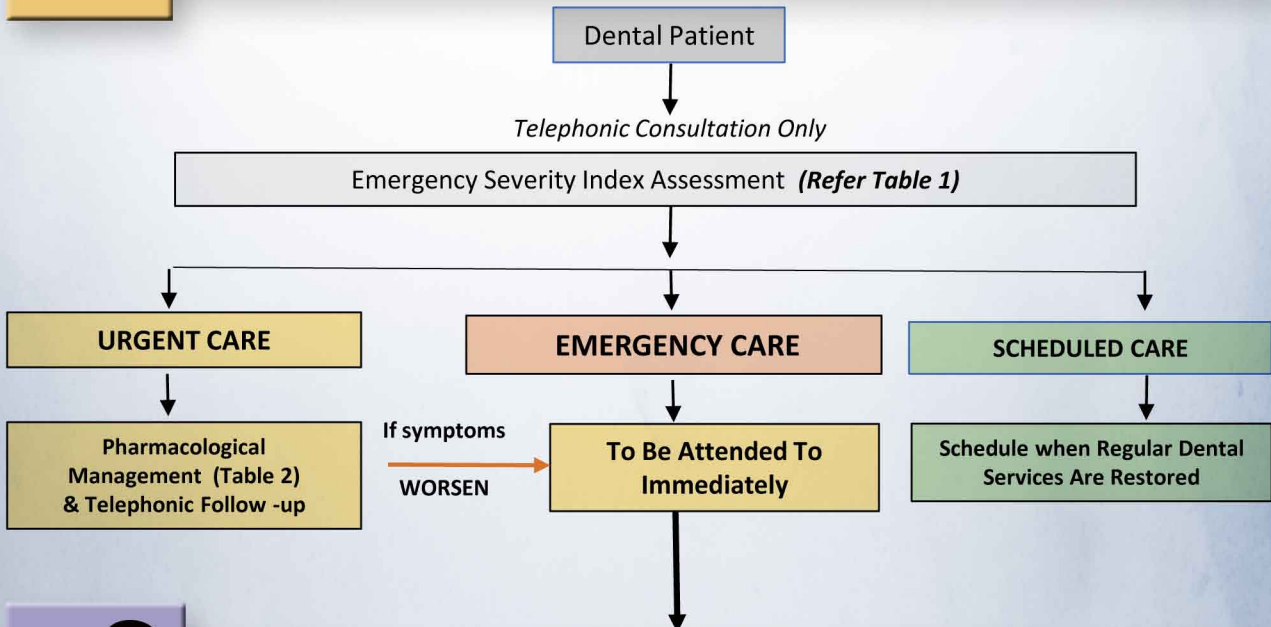 Dental Patient
Telephonic Consultation Only
Emergency Severity Index Assessment (Refer Table 1)
URGENT CARE
EMERGENCY CARE
SCHEDULED CARE
Pharmacological
Management (Table 2)
& Telephonic Follow -up
If symptoms
WORSEN
To Be Attended To
Immediately
Schedule when Regular Dental
Services Are Restored